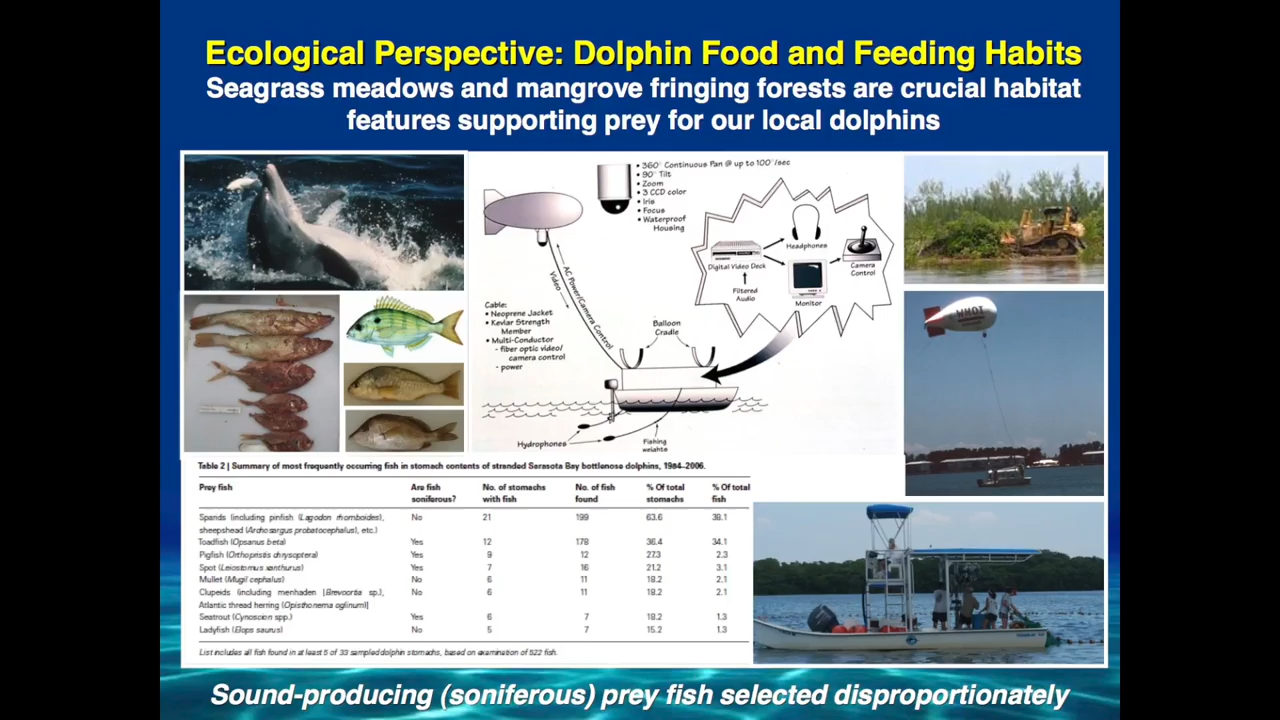 Ecological Perspective: Dolphin Food and Feeding Habits
Seagrass meadows and mangrove fringing forests are crucial habitat
features supporting prey for our local dolphins
• 360° Continuous Pan @ up to 100°/sec
• 90° Tilt
• Zoom
• 3 CCD color
• Iris
• Focus
• Waterproof
Housing
Headphones
Digital Video Deck
Camera
Control
Filtered
Audio
Monitor
AC Power/Camera Control
Video
Cable:
• Neoprene Jacket
• Kevlar Strength
Member
• Multi-Conductor
- fiber optic video/
camera control
- power
Balloon
Cradle
Hydrophones
Fishing
weights
WHOI
Table 2 | Summary of most frequently occurring fish in stomach contents of stranded Sarasota Bay bottlenose dolphins, 1984–2006.
Prey fish Are fish soniferous? No. of stomachs with fish No. of fish found % Of total stomachs % Of total fish
Sparids (including pinfish (Lagodon rhomboides), No 21 199 63.6 38.1
sheepshead (Archosargus probatocephalus), etc.)
Toadfish (Opsanus beta) Yes 12 178 36.4 34.1
Pigfish (Orthopristis chrysoptera) Yes 9 12 27.3 2.3
Spot (Leiostomus xanthurus) Yes 7 16 21.2 3.1
Mullet (Mugil cephalus) No 6 11 18.2 2.1
Clupeids (including menhaden [Brevoortia sp.), No 6 11 18.2 2.1
Atlantic thread herring (Opisthonema oglinum)]
Seatrout (Cynoscion spp.) Yes 6 7 18.2 1.3
Ladyfish (Elops saurus) No 5 7 15.2 1.3
List includes all fish found in at least 5 of 33 sampled dolphin stomachs, based on examination of 522 fish.
Sound-producing (soniferous) prey fish selected disproportionately